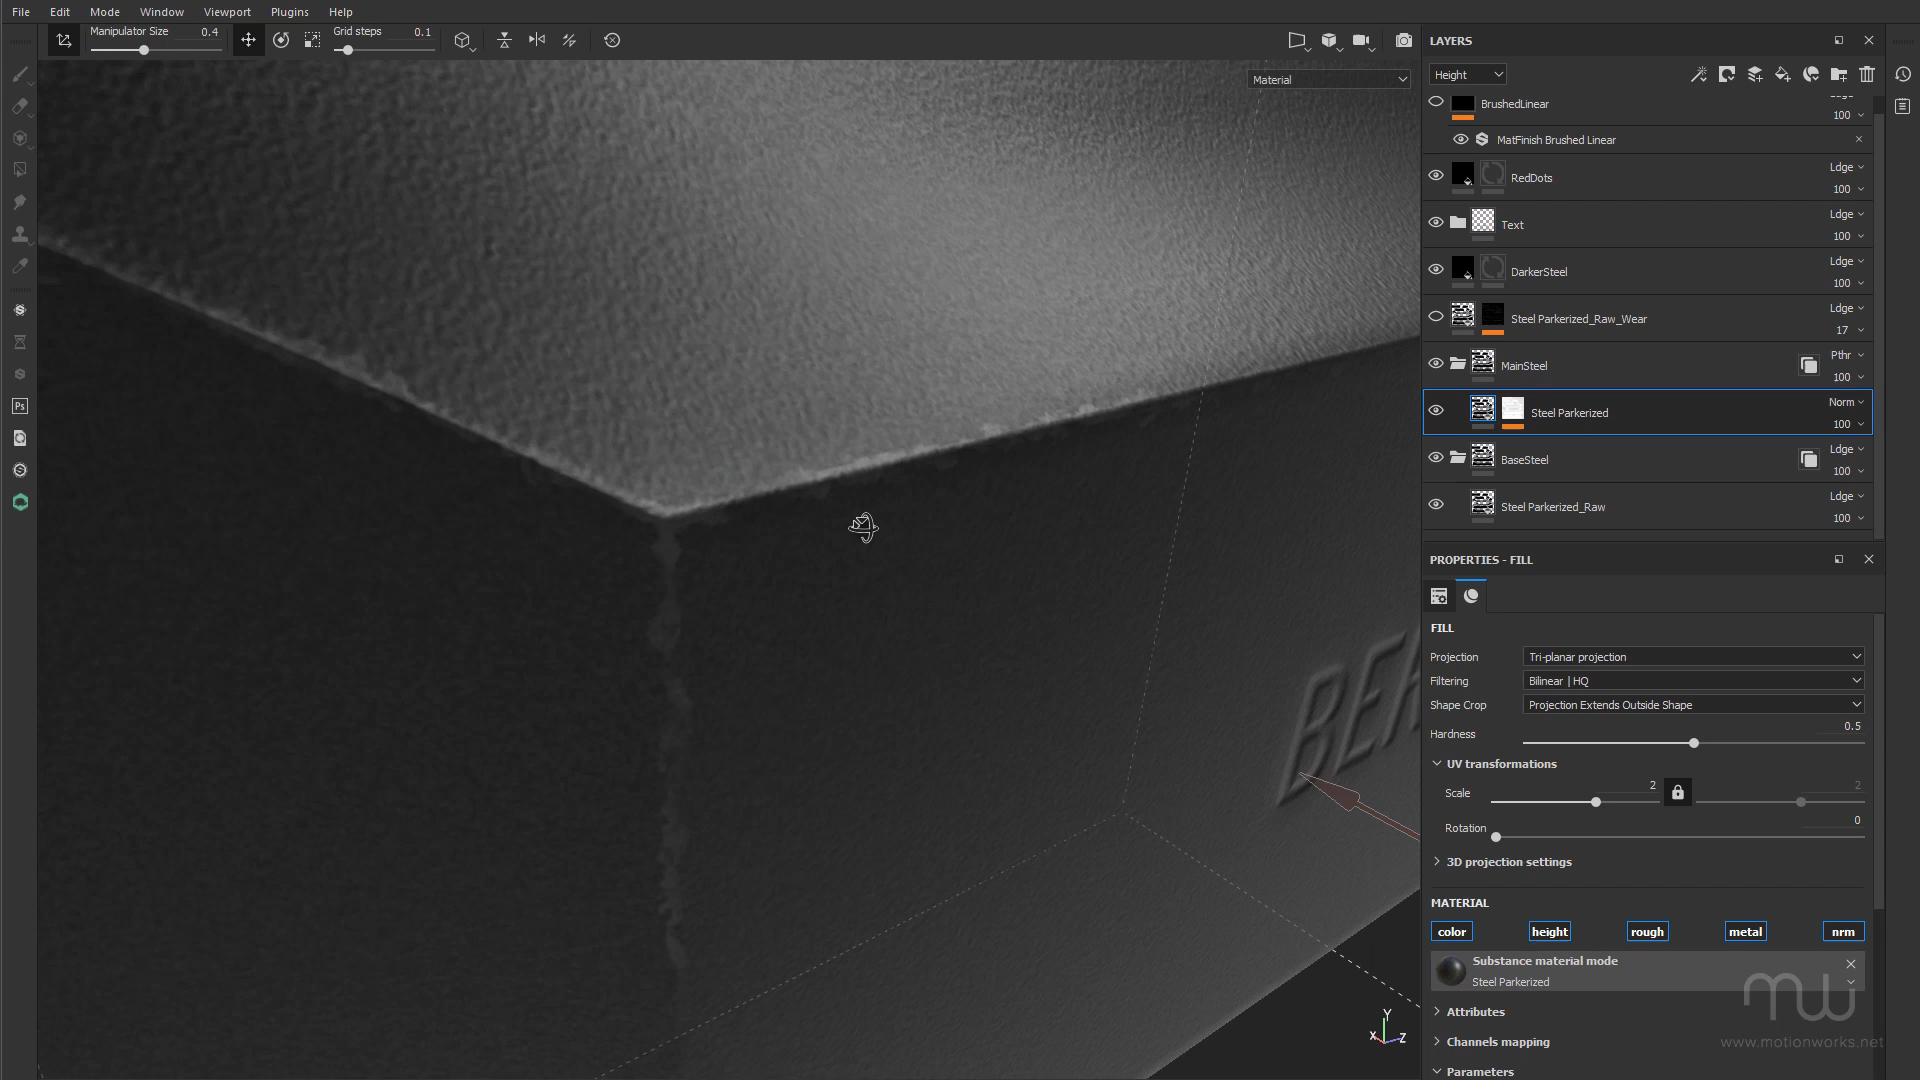 File Edit Mode Window Viewport Plugins Help
Manipulator Size 0.4
Grid steps 0.1
Material
LAYERS
Height
BrushedLinear
100
MatFinish Brushed Linear
RedDots Ldge
100
Text Ldge
100
DarkerSteel Ldge
100
Steel Parkerized_Raw_Wear Ldge
17
MainSteel Pthr
100
Steel Parkerized Norm
100
BaseSteel Ldge
100
Steel Parkerized_Raw Ldge
100
Ps
PROPERTIES - FILL
FILL
Projection Tri-planar projection
Filtering Bilinear | HQ
Shape Crop Projection Extends Outside Shape
Hardness 0.5
UV transformations
Scale 2 2
Rotation 0
3D projection settings
MATERIAL
color height rough metal nrm
Substance material mode
Steel Parkerized
Attributes
Channels mapping
Parameters
BEA
Y
X Z
mw
www.motionworks.net